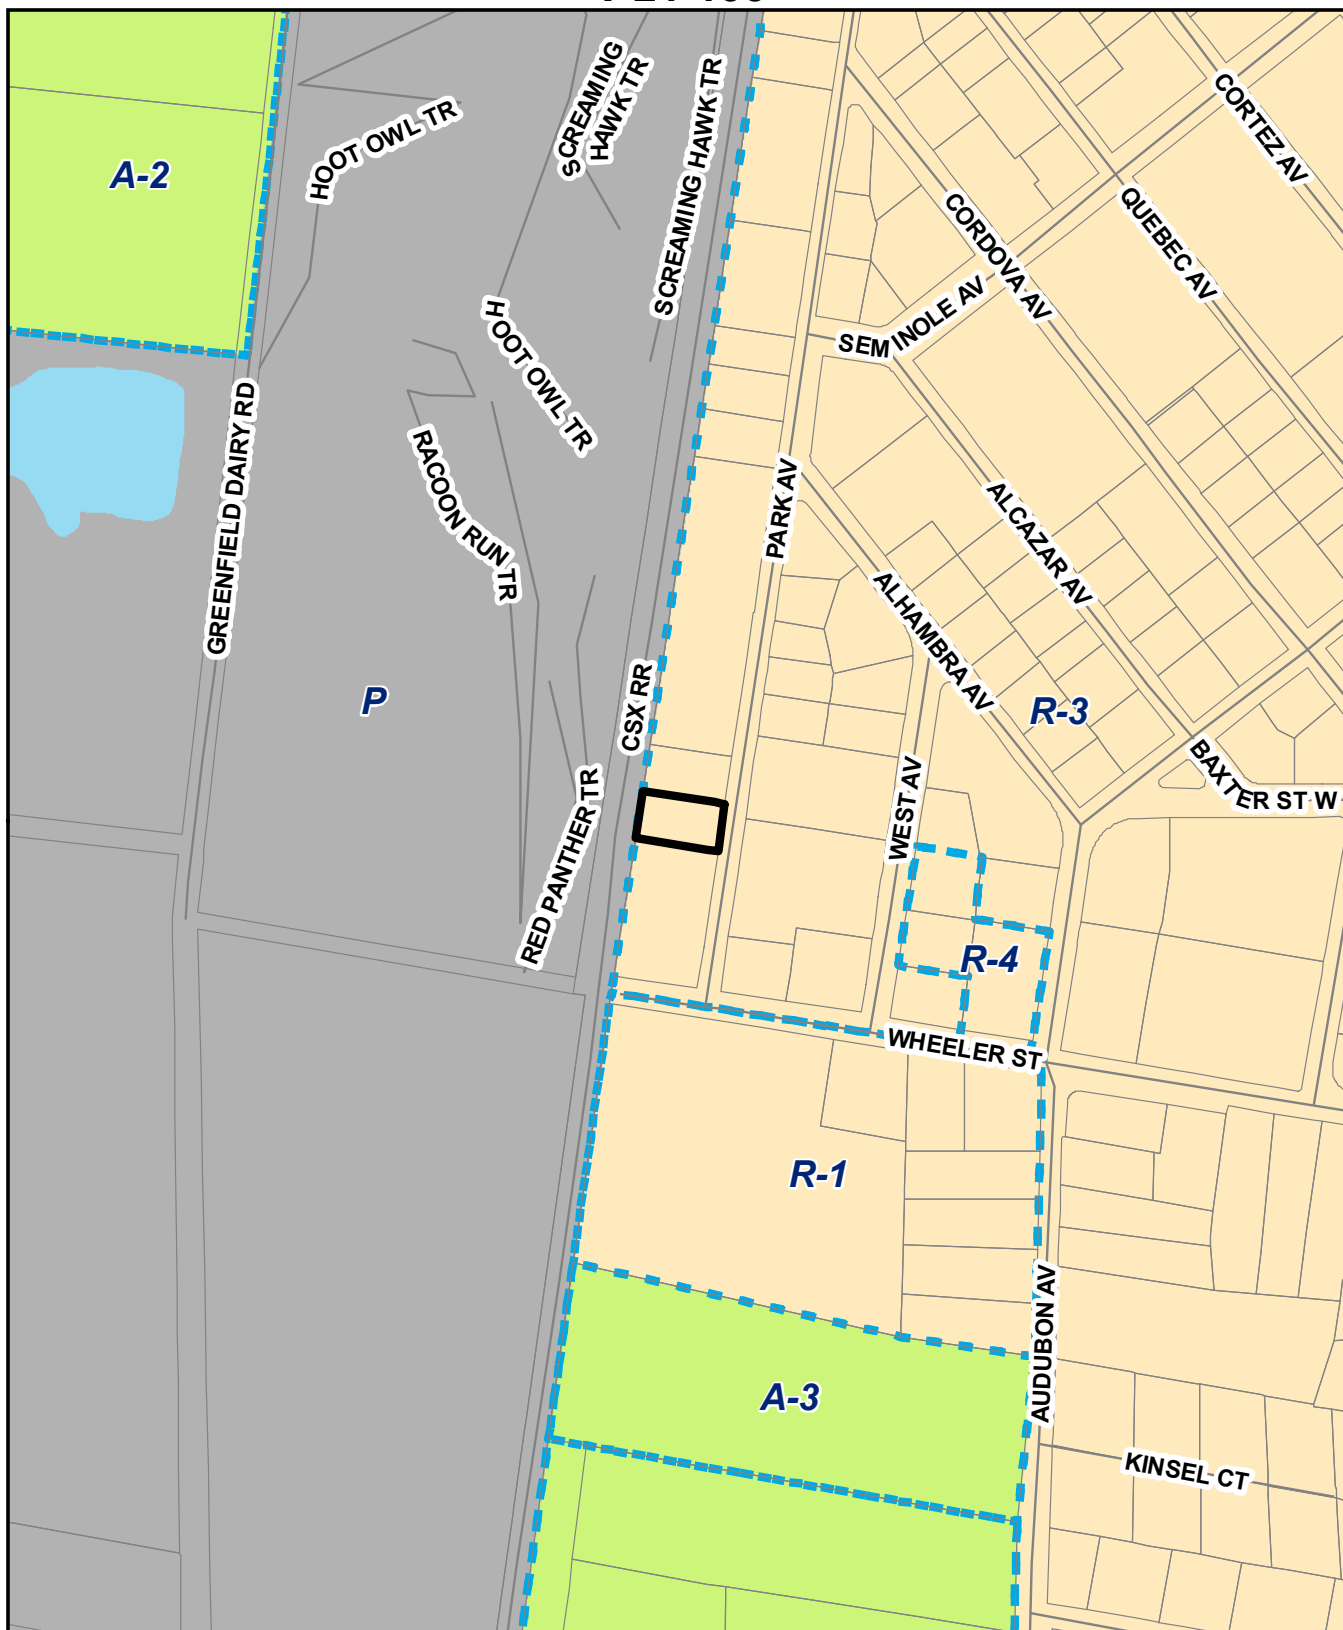 SCREAMING
HAWK TR
SCREAMING HAWK TR
CORTEZ AV
HOOT OWL TR
A-2
QUEBEC AV
CORDOVA AV
SEMINOLE AV
HOOT OWL TR
GREENFIELD DAIRY RD
RACOON RUN TR
PARK AV
ALCAZAR AV
ALHAMBRA AV
P
CSX RR
R-3
BAXTER ST W
WEST AV
RED PANTHER TR
R-4
WHEELER ST
R-1
AUDUBON AV
A-3
KINSEL CT